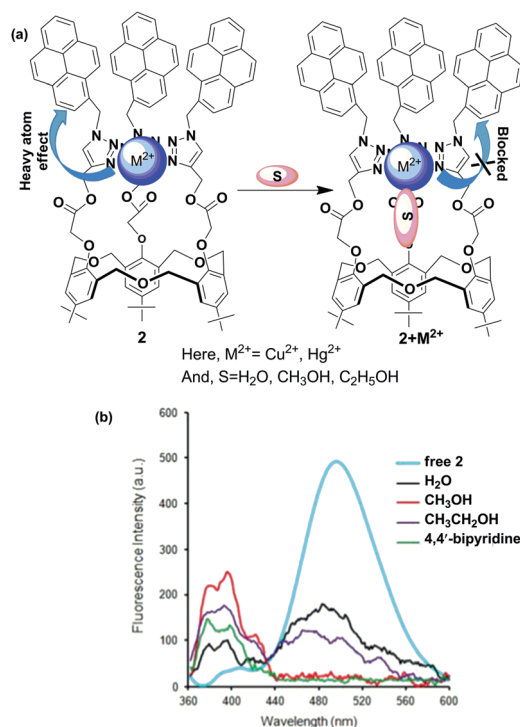 (a)
Heavy atom
effect
N
N
N
N
N
N
M²⁺
S
N
N
N
N
N
N
M²⁺
Blocked
O
O
O
O
O
O
O
O
O
O
O
S
O
O
O
O
O
O
O
O
O
2
2+M²⁺
Here, M²⁺= Cu²⁺, Hg²⁺
And, S=H₂O, CH₃OH, C₂H₅OH
(b)
Fluorescence Intensity (a.u.)
600
500
400
300
200
100
0
360 400 440 480 520 560 600
Wavelength (nm)
free 2
H₂O
CH₃OH
CH₃CH₂OH
4,4′-bipyridine